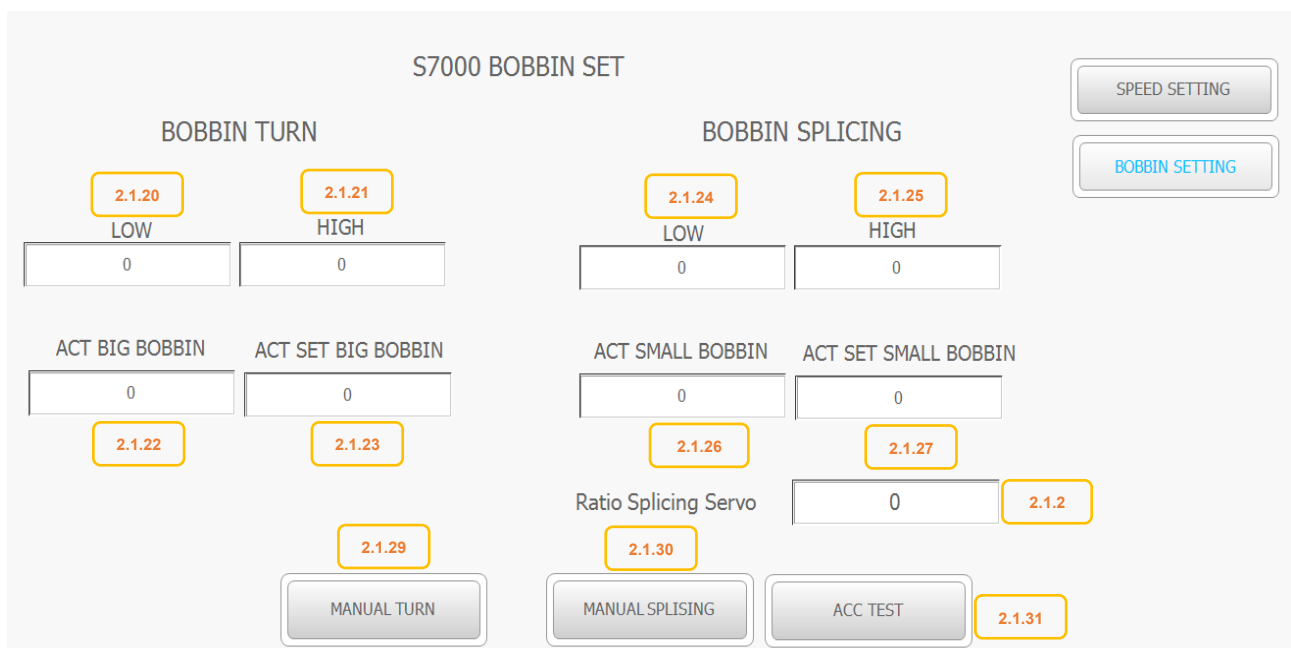 S7000 BOBBIN SET
SPEED SETTING
BOBBIN TURN
BOBBIN SPLICING
BOBBIN SETTING
2.1.20
2.1.21
2.1.24
2.1.25
LOW
HIGH
LOW
HIGH
0
0
0
0
ACT BIG BOBBIN
ACT SET BIG BOBBIN
ACT SMALL BOBBIN
ACT SET SMALL BOBBIN
0
0
0
0
2.1.22
2.1.23
2.1.26
2.1.27
Ratio Splicing Servo
0
2.1.2
2.1.29
2.1.30
MANUAL TURN
MANUAL SPLISING
ACC TEST
2.1.31